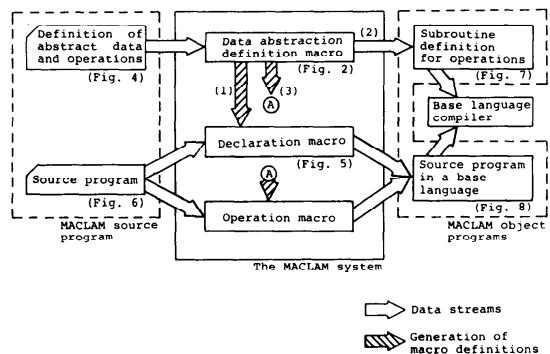 Definition of
abstract data
and operations
(Fig. 4)
Data abstraction
definition macro
(Fig. 2)
(2)
Subroutine
definition
for operations
(Fig. 7)
(1)
(3)
A
Base language
compiler
Declaration macro
(Fig. 5)
Source program
(Fig. 6)
A
Operation macro
Source program
in a base
language
(Fig. 8)
MACLAM source
program
MACLAM object
programs
The MACLAM system
Data streams
Generation of
macro definitions